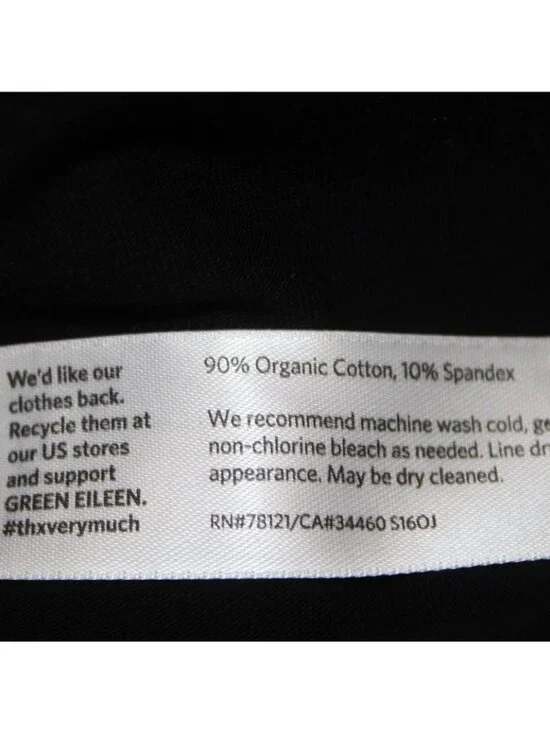 We'd like our
clothes back.
Recycle them at
our US stores
and support
GREEN EILEEN.
#thxverymuch
90% Organic Cotton, 10% Spandex
We recommend machine wash cold, ge
non-chlorine bleach as needed. Line dr
appearance. May be dry cleaned.
RN#78121/CA#34460 S16OJ